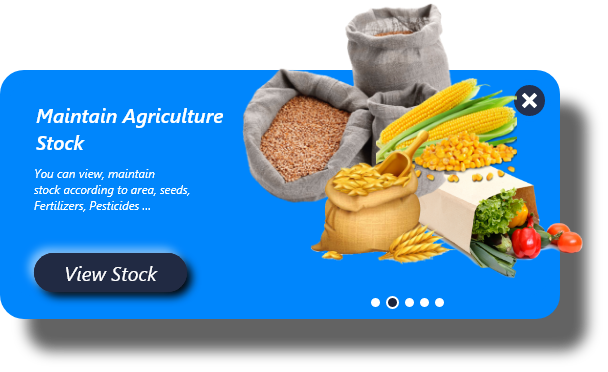 Maintain Agriculture
Stock
You can view, maintain
stock according to area, seeds,
Fertilizers, Pesticides ...
View Stock